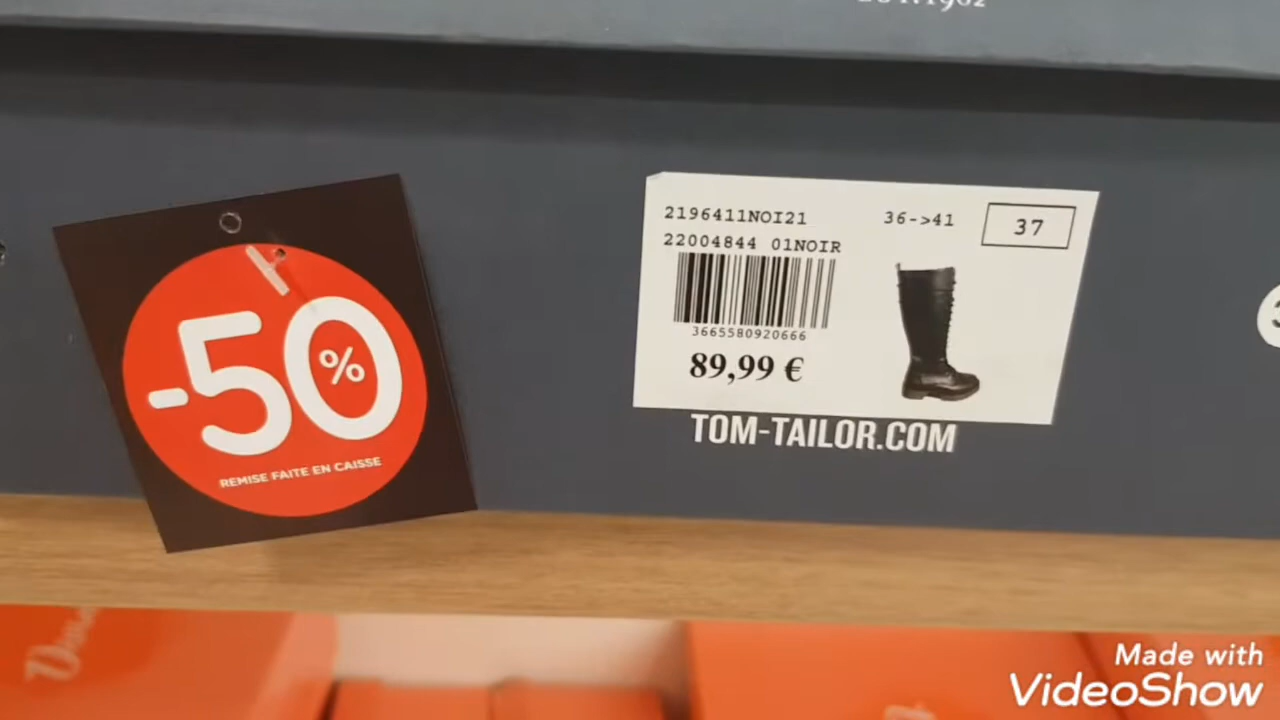 2196411NOI21
36->41
37
22004844 01NOIR
3665580920666
89,99 €
TOM-TAILOR.COM
-50%
REMISE FAITE EN CAISSE
Made with
VideoShow